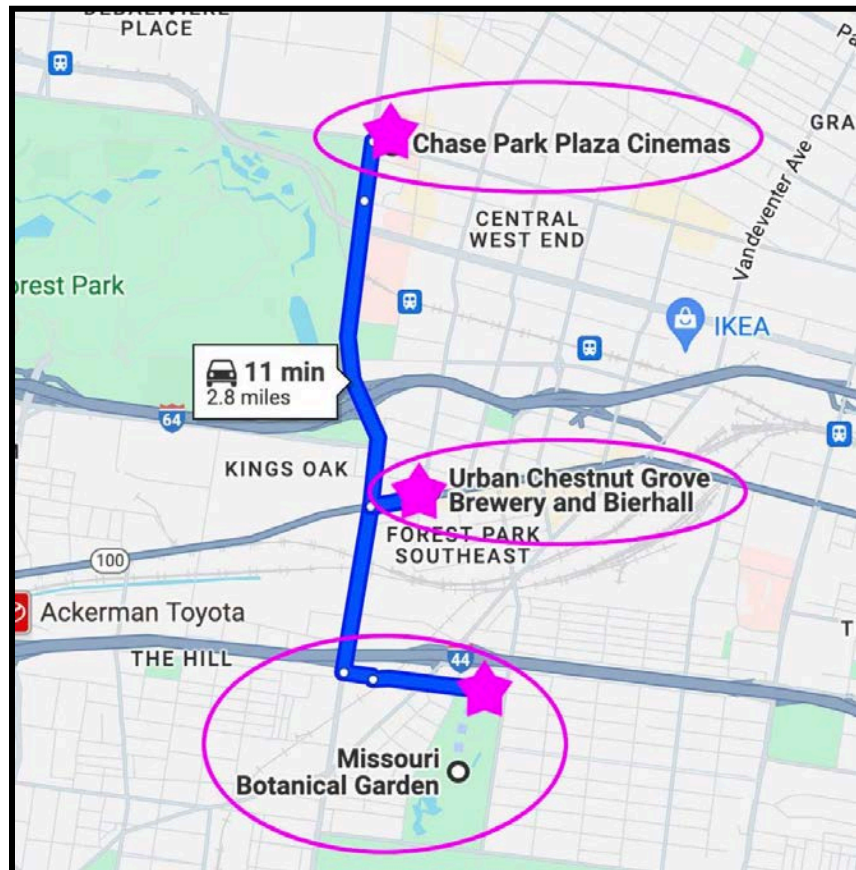 DEBALIVIERE
PLACE
Chase Park Plaza Cinemas
GRA
Vandeventer Ave
CENTRAL
WEST END
orest Park
IKEA
11 min
2.8 miles
64
KINGS OAK
Urban Chestnut Grove
Brewery and Bierhall
FOREST PARK
SOUTHEAST
100
Ackerman Toyota
T
THE HILL
44
Missouri
Botanical Garden